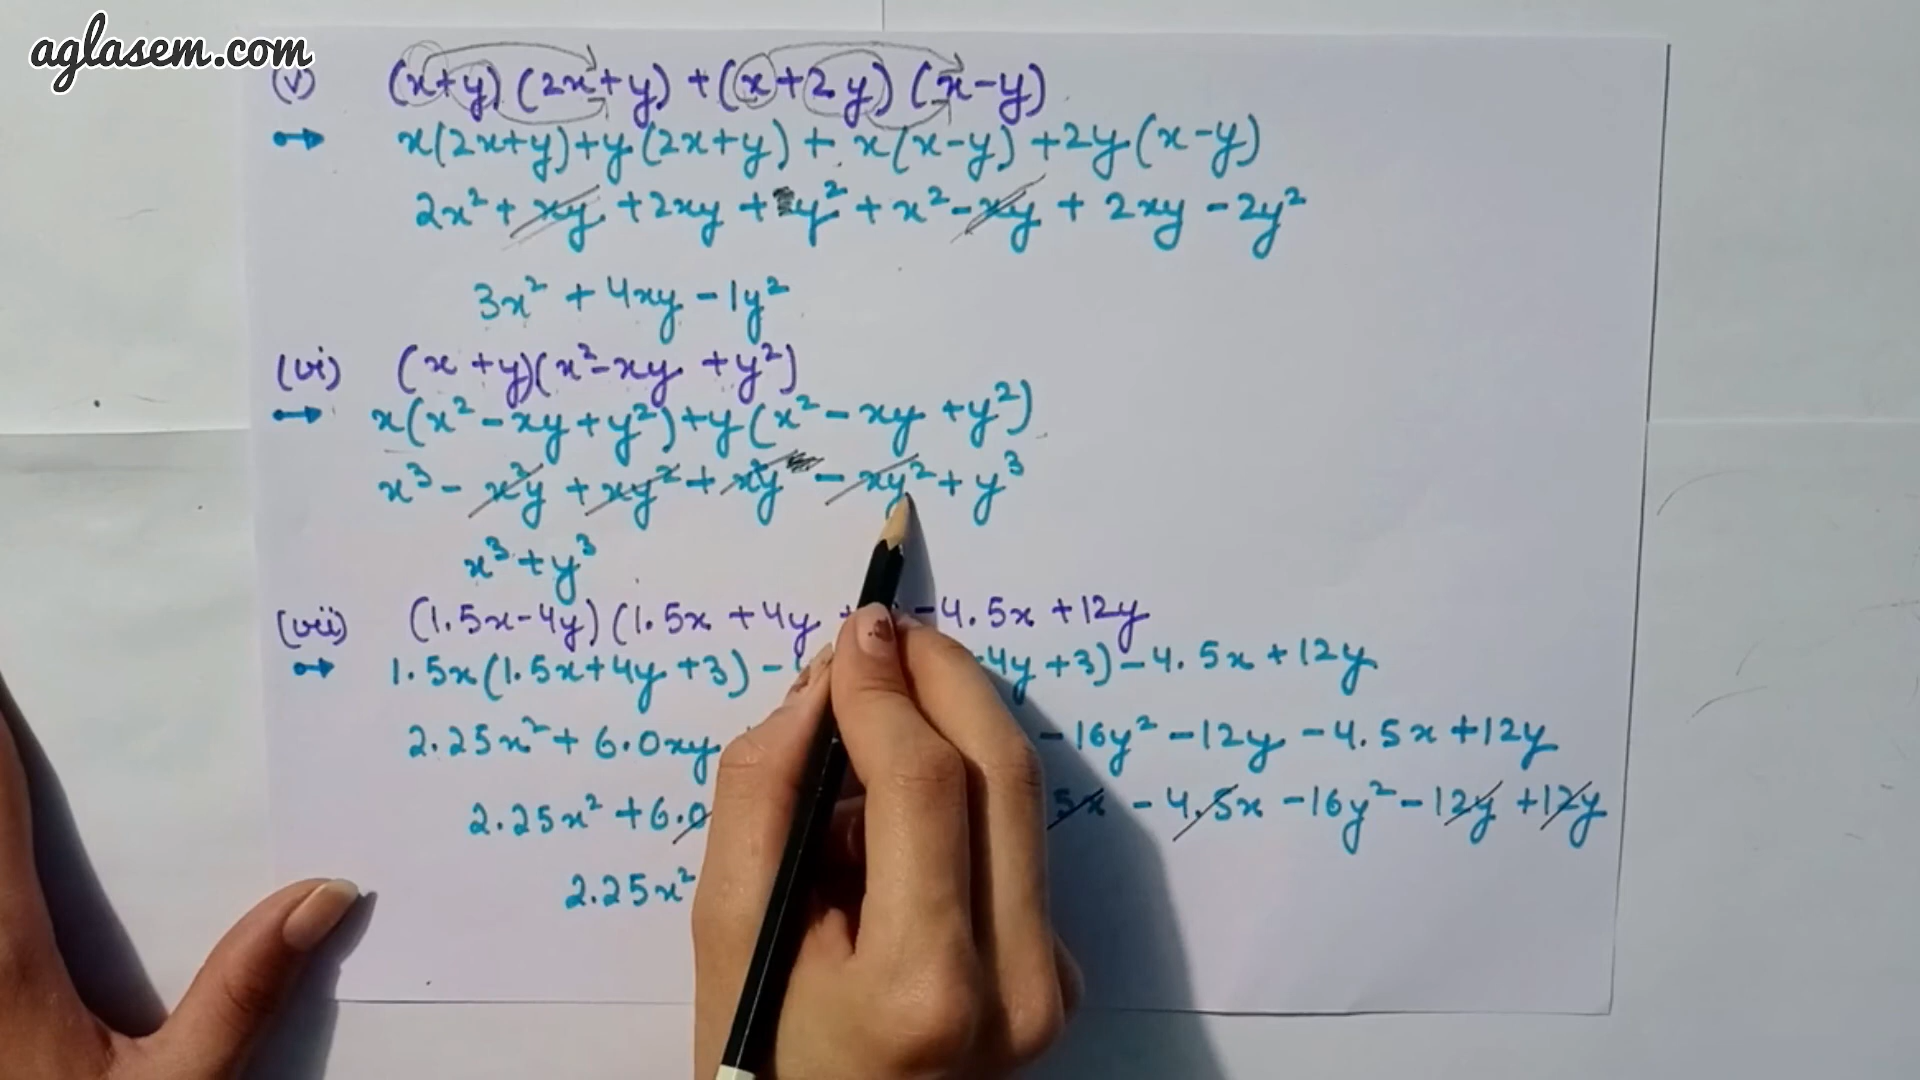 aglasem.com
(v) (x+y)(2x+y)+(x+2y)(x-y)
x(2x+y)+y(2x+y)+x(x-y)+2y(x-y)
2x²+xy+2xy+y²+x²-xy+2xy-2y²
3x²+4xy-1y²
(vi) (x+y)(x²-xy+y²)
x(x²-xy+y²)+y(x²-xy+y²)
x³-x²y+xy²+x²y-xy²+y³
x³+y³
(vii) (1.5x-4y)(1.5x+4y -4.5x+12y
1.5x(1.5x+4y+3)- 4y+3)-4.5x+12y
2.25x²+6.0xy -16y²-12y-4.5x+12y
2.25x²+6.0 5x-4.5x-16y²-12y+12y
2.25x²